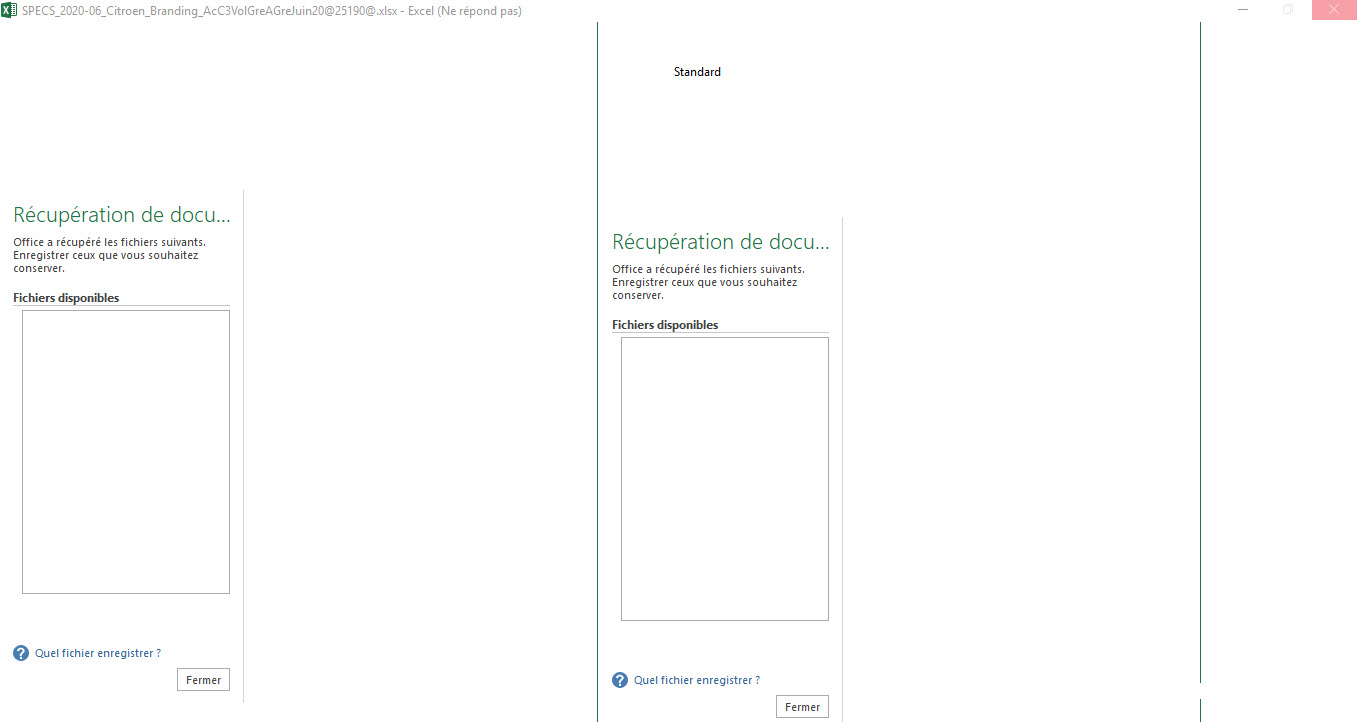 SPECS_2020-06_Citroen_Branding_AcC3VolGreAGreJuin20@25190@.xlsx - Excel (Ne répond pas)
Standard
Récupération de docu...
Office a récupéré les fichiers suivants.
Enregistrer ceux que vous souhaitez
conserver.
Fichiers disponibles
Quel fichier enregistrer ?
Fermer
Récupération de docu...
Office a récupéré les fichiers suivants.
Enregistrer ceux que vous souhaitez
conserver.
Fichiers disponibles
Quel fichier enregistrer ?
Fermer